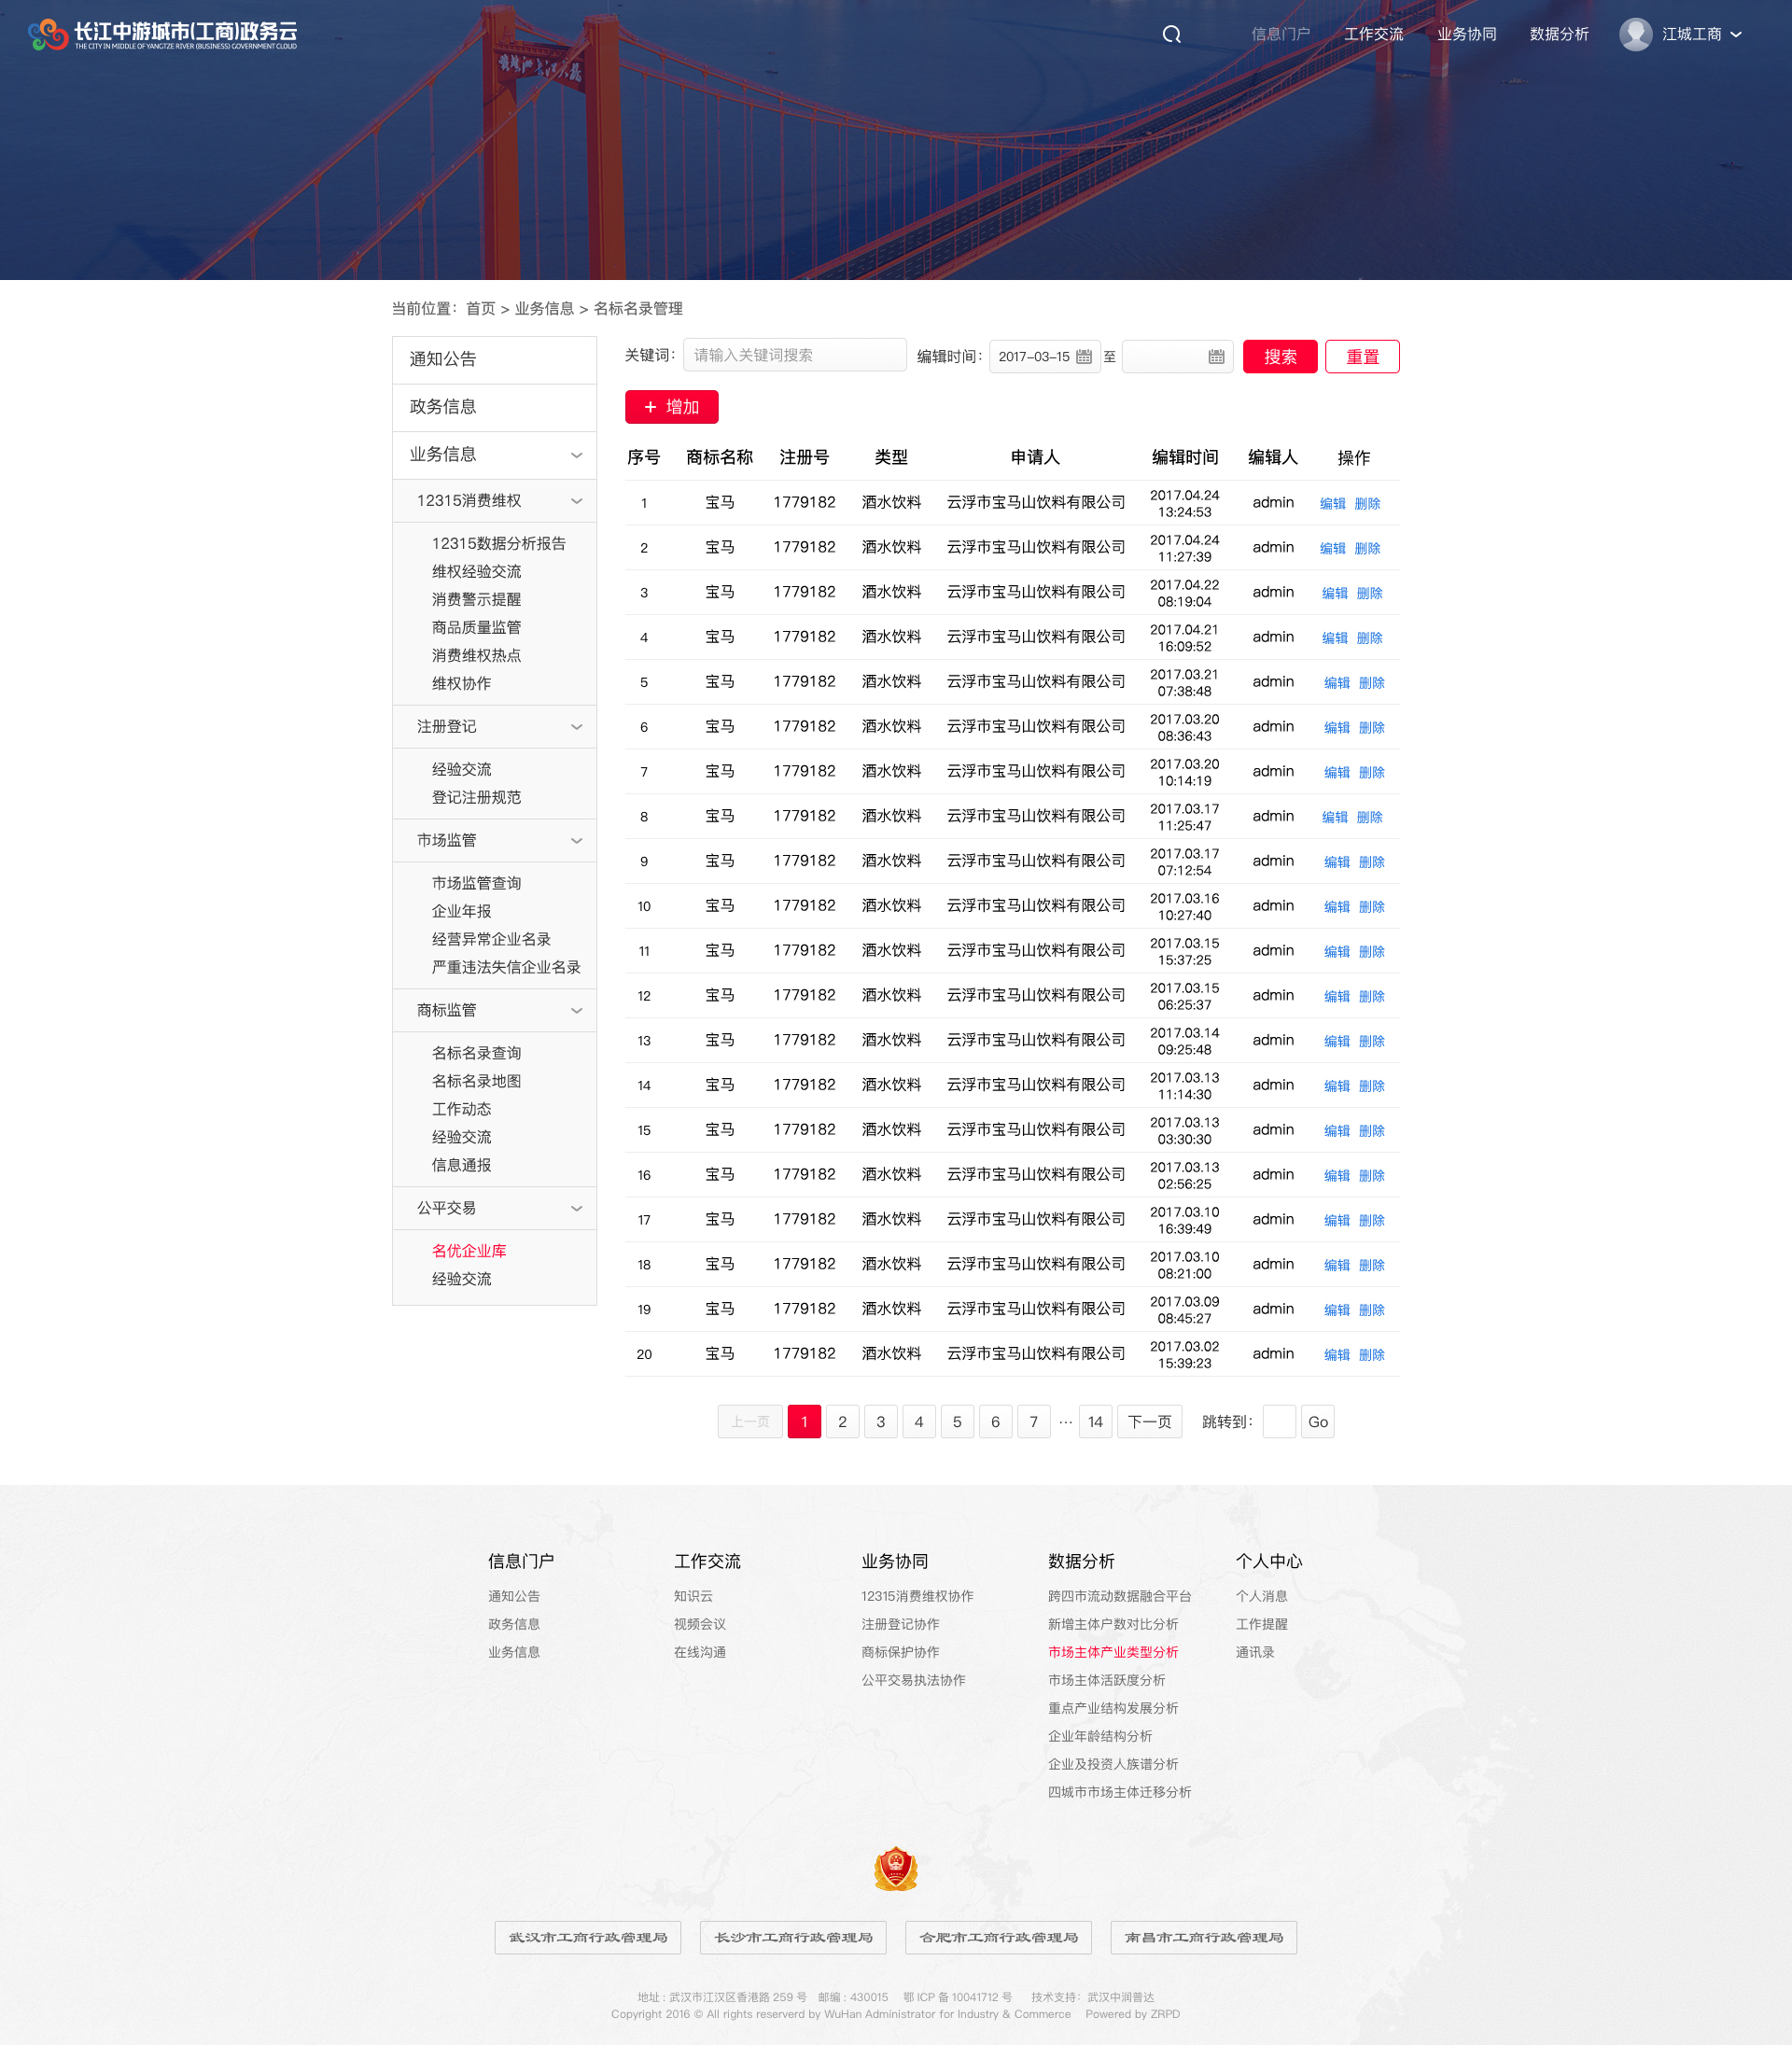 长江中游城市(工商)政务云
THE CITY IN MIDDLE OF YANGTZE RIVER (BUSINESS) GOVERNMENT CLOUD
信息门户 工作交流 业务协同 数据分析 江城工商
当前位置：首页 > 业务信息 > 名标名录管理
通知公告
政务信息
业务信息
12315消费维权
12315数据分析报告
维权经验交流
消费警示提醒
商品质量监管
消费维权热点
维权协作
注册登记
经验交流
登记注册规范
市场监管
市场监管查询
企业年报
经营异常企业名录
严重违法失信企业名录
商标监管
名标名录查询
名标名录地图
工作动态
经验交流
信息通报
公平交易
名优企业库
经验交流
关键词： 请输入关键词搜索 编辑时间： 2017-03-15 至 搜索 重置
+ 增加
序号 商标名称 注册号 类型 申请人 编辑时间 编辑人 操作
1 宝马 1779182 酒水饮料 云浮市宝马山饮料有限公司 2017.04.24 13:24:53 admin 编辑 删除
2 宝马 1779182 酒水饮料 云浮市宝马山饮料有限公司 2017.04.24 11:27:39 admin 编辑 删除
3 宝马 1779182 酒水饮料 云浮市宝马山饮料有限公司 2017.04.22 08:19:04 admin 编辑 删除
4 宝马 1779182 酒水饮料 云浮市宝马山饮料有限公司 2017.04.21 16:09:52 admin 编辑 删除
5 宝马 1779182 酒水饮料 云浮市宝马山饮料有限公司 2017.03.21 07:38:48 admin 编辑 删除
6 宝马 1779182 酒水饮料 云浮市宝马山饮料有限公司 2017.03.20 08:36:43 admin 编辑 删除
7 宝马 1779182 酒水饮料 云浮市宝马山饮料有限公司 2017.03.20 10:14:19 admin 编辑 删除
8 宝马 1779182 酒水饮料 云浮市宝马山饮料有限公司 2017.03.17 11:25:47 admin 编辑 删除
9 宝马 1779182 酒水饮料 云浮市宝马山饮料有限公司 2017.03.17 07:12:54 admin 编辑 删除
10 宝马 1779182 酒水饮料 云浮市宝马山饮料有限公司 2017.03.16 10:27:40 admin 编辑 删除
11 宝马 1779182 酒水饮料 云浮市宝马山饮料有限公司 2017.03.15 15:37:25 admin 编辑 删除
12 宝马 1779182 酒水饮料 云浮市宝马山饮料有限公司 2017.03.15 06:25:37 admin 编辑 删除
13 宝马 1779182 酒水饮料 云浮市宝马山饮料有限公司 2017.03.14 09:25:48 admin 编辑 删除
14 宝马 1779182 酒水饮料 云浮市宝马山饮料有限公司 2017.03.13 11:14:30 admin 编辑 删除
15 宝马 1779182 酒水饮料 云浮市宝马山饮料有限公司 2017.03.13 03:30:30 admin 编辑 删除
16 宝马 1779182 酒水饮料 云浮市宝马山饮料有限公司 2017.03.13 02:56:25 admin 编辑 删除
17 宝马 1779182 酒水饮料 云浮市宝马山饮料有限公司 2017.03.10 16:39:49 admin 编辑 删除
18 宝马 1779182 酒水饮料 云浮市宝马山饮料有限公司 2017.03.10 08:21:00 admin 编辑 删除
19 宝马 1779182 酒水饮料 云浮市宝马山饮料有限公司 2017.03.09 08:45:27 admin 编辑 删除
20 宝马 1779182 酒水饮料 云浮市宝马山饮料有限公司 2017.03.02 15:39:23 admin 编辑 删除
上一页 1 2 3 4 5 6 7 ··· 14 下一页 跳转到： Go
信息门户
通知公告
政务信息
业务信息
工作交流
知识云
视频会议
在线沟通
业务协同
12315消费维权协作
注册登记协作
商标保护协作
公平交易执法协作
数据分析
跨四市流动数据融合平台
新增主体户数对比分析
市场主体产业类型分析
市场主体活跃度分析
重点产业结构发展分析
企业年龄结构分析
企业及投资人族谱分析
四城市市场主体迁移分析
个人中心
个人消息
工作提醒
通讯录
武汉市工商行政管理局 长沙市工商行政管理局 合肥市工商行政管理局 南昌市工商行政管理局
地址 : 武汉市江汉区香港路 259 号 邮编 : 430015 鄂 ICP 备 10041712 号 技术支持：武汉中润普达
Copyright 2016 © All rights reserverd by WuHan Administrator for Industry & Commerce Powered by ZRPD